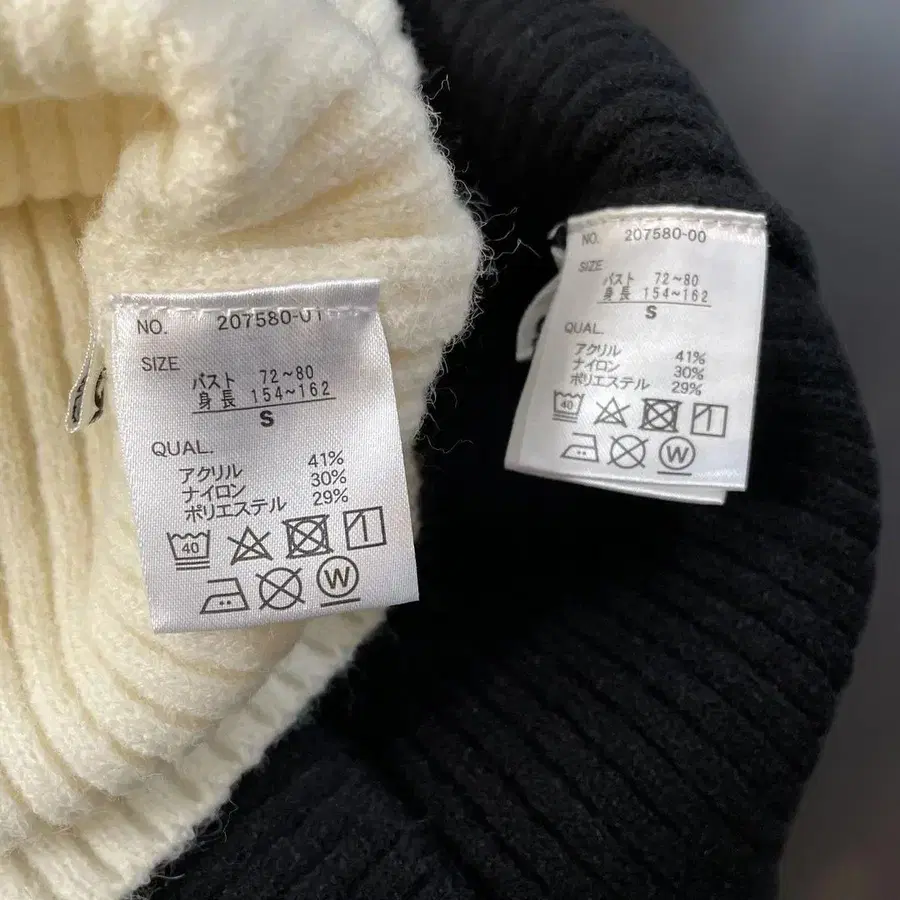 NO. 207580-01
SIZE
バスト 72~80
身長 154~162
S
QUAL.
アクリル 41%
ナイロン 30%
ポリエステル 29%
40
W
NO. 207580-00
SIZE
バスト 72~80
身長 154~162
S
QUAL.
アクリル 41%
ナイロン 30%
ポリエステル 29%
40
W